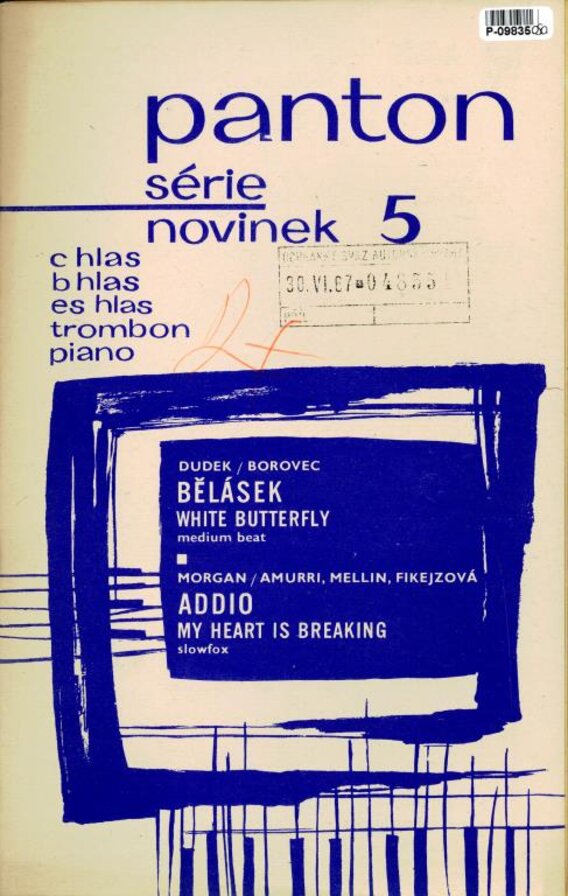 P-09835
panton
série
novinek 5
c hlas
b hlas
es hlas
trombon
piano
30. VI. 67
DUDEK / BOROVEC
BĚLÁSEK
WHITE BUTTERFLY
medium beat
MORGAN / AMURRI, MELLIN, FIKEJZOVÁ
ADDIO
MY HEART IS BREAKING
slowfox